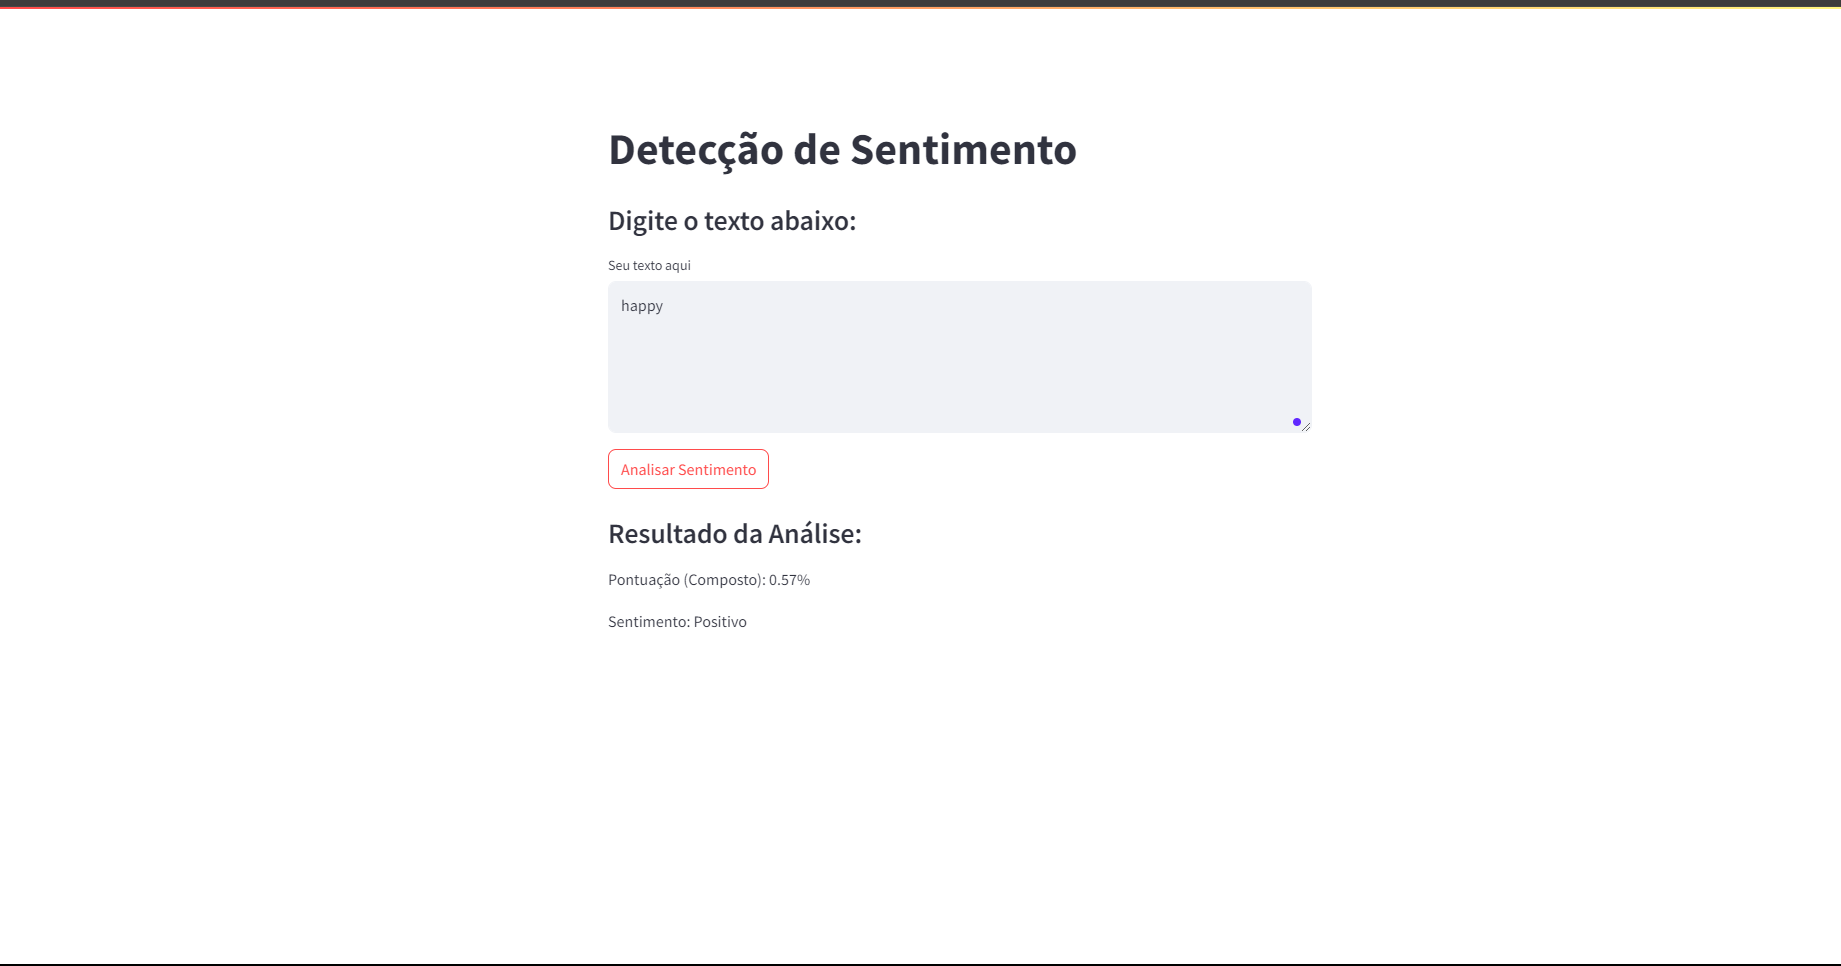 Detecção de Sentimento
Digite o texto abaixo:
Seu texto aqui
happy
Analisar Sentimento
Resultado da Análise:
Pontuação (Composto): 0.57%
Sentimento: Positivo